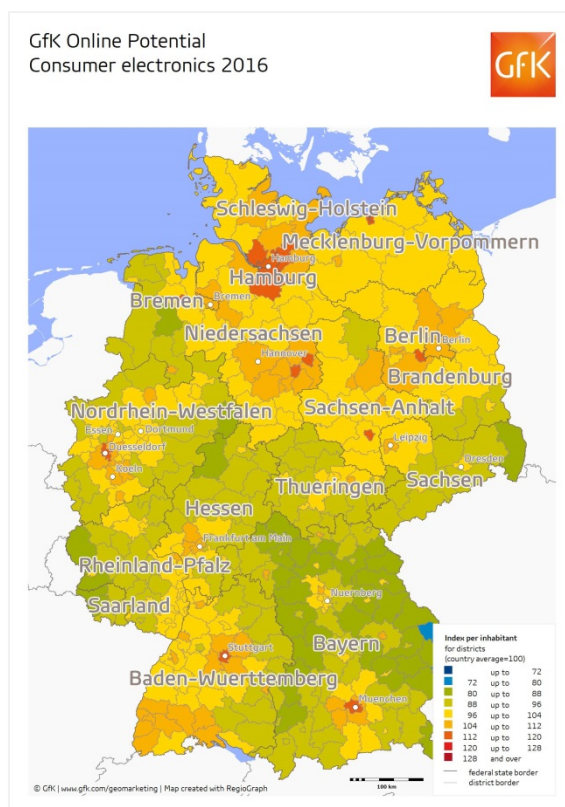 GfK Online Potential
Consumer electronics 2016
GfK
Schleswig-Holstein
Mecklenburg-Vorpommern
Hamburg
Hamburg
Bremen
Bremen
Niedersachsen
Hannover
Berlin
Berlin
Brandenburg
Nordrhein-Westfalen
Sachsen-Anhalt
Essen
Dortmund
Duesseldorf
Leipzig
Koeln
Dresden
Thueringen
Sachsen
Hessen
Frankfurt am Main
Rheinland-Pfalz
Saarland
Nuernberg
Bayern
Stuttgart
Baden-Wuerttemberg
Muenchen
Index per inhabitant
for districts
(country average=100)
up to 72
72 up to 80
80 up to 88
88 up to 96
96 up to 104
104 up to 112
112 up to 120
120 up to 128
128 and over
federal state border
district border
100 km
© GfK | www.gfk.com/geomarketing | Map created with RegioGraph